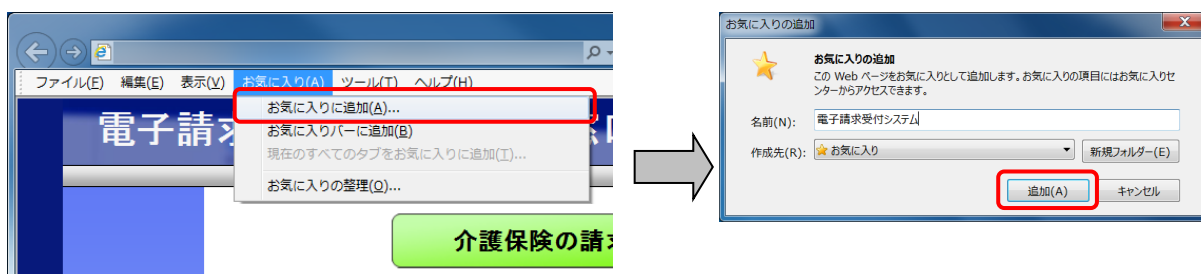 ファイル(F) 編集(E) 表示(V) お気に入り(A) ツール(T) ヘルプ(H)
お気に入りに追加(A)...
お気に入りバーに追加(B)
現在のすべてのタブをお気に入りに追加(T)...
お気に入りの整理(O)...
電子請
介護保険の請
お気に入りの追加
お気に入りの追加
この Web ページをお気に入りとして追加します。お気に入りの項目にはお気に入りセ
ンターからアクセスできます。
名前(N): 電子請求受付システム
作成先(R): お気に入り 新規フォルダー(E)
追加(A) キャンセル